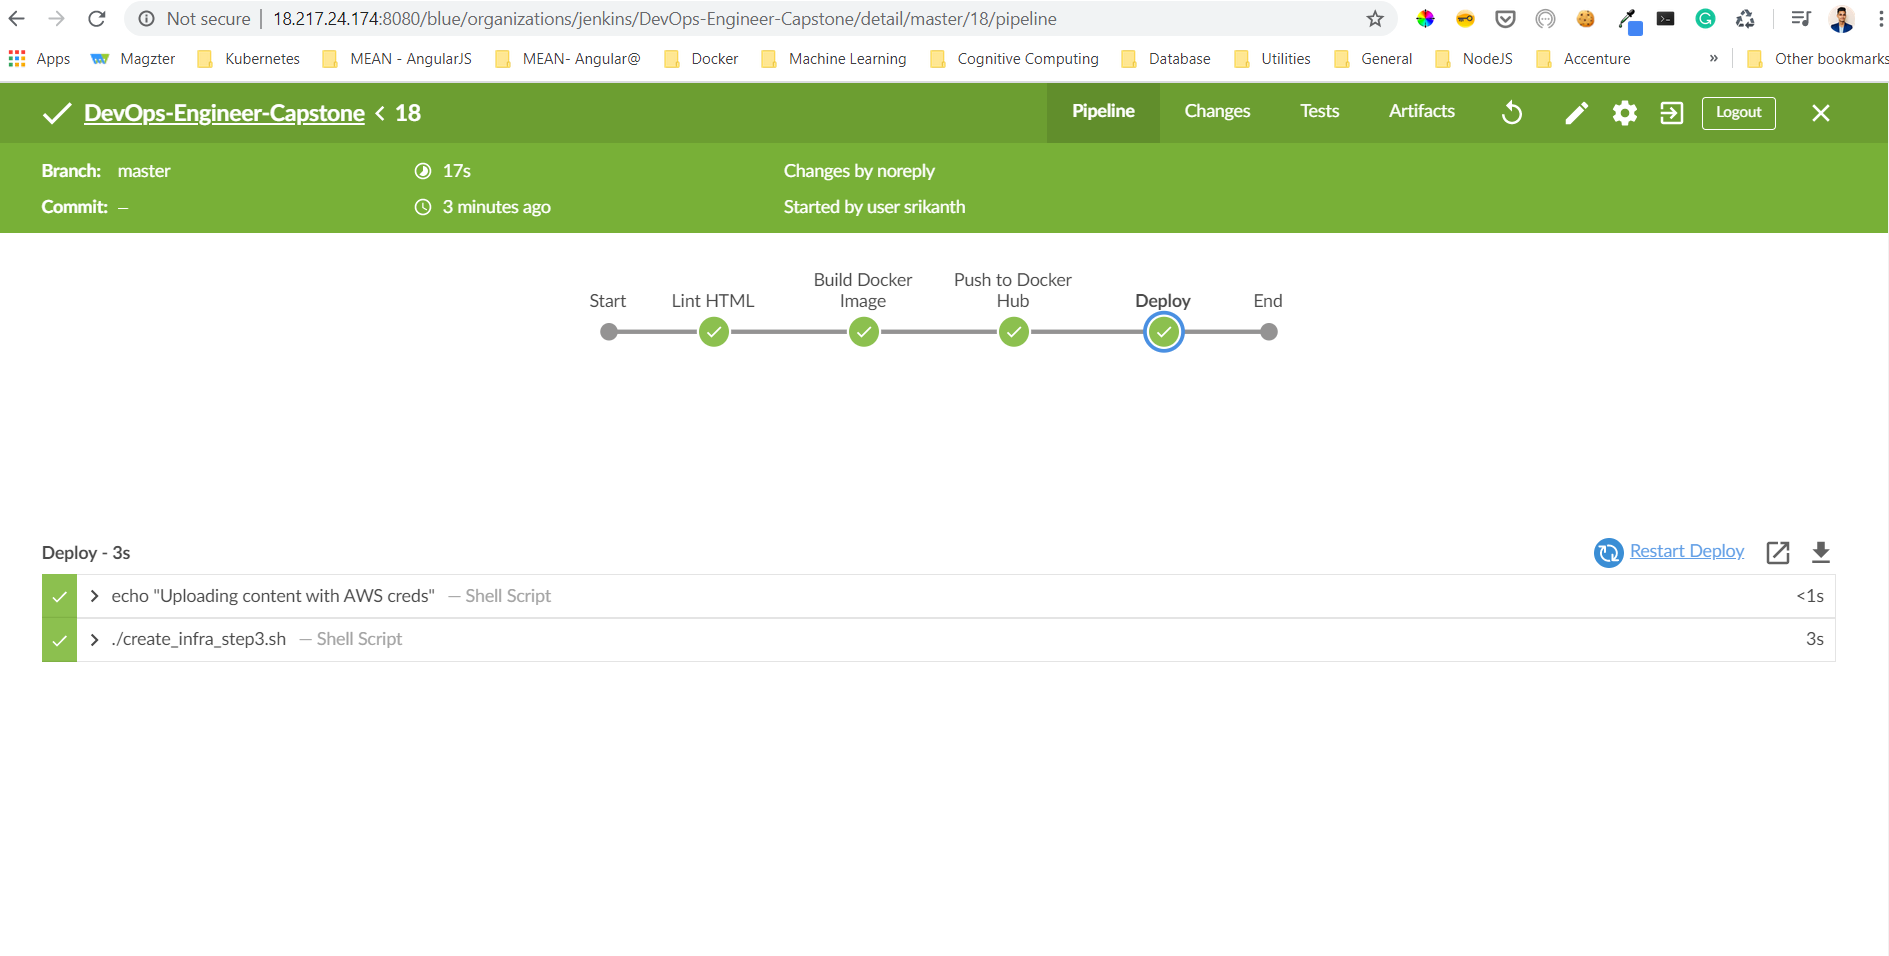 Not secure | 18.217.24.174:8080/blue/organizations/jenkins/DevOps-Engineer-Capstone/detail/master/18/pipeline
Apps Magzter Kubernetes MEAN - AngularJS MEAN- Angular@ Docker Machine Learning Cognitive Computing Database Utilities General NodeJS Accenture » Other bookmarks
DevOps-Engineer-Capstone < 18 Pipeline Changes Tests Artifacts Logout
Branch: master 17s Changes by noreply
Commit: – 3 minutes ago Started by user srikanth
Build Docker Push to Docker
Start Lint HTML Image Hub Deploy End
Deploy - 3s Restart Deploy
echo "Uploading content with AWS creds" — Shell Script <1s
./create_infra_step3.sh — Shell Script 3s